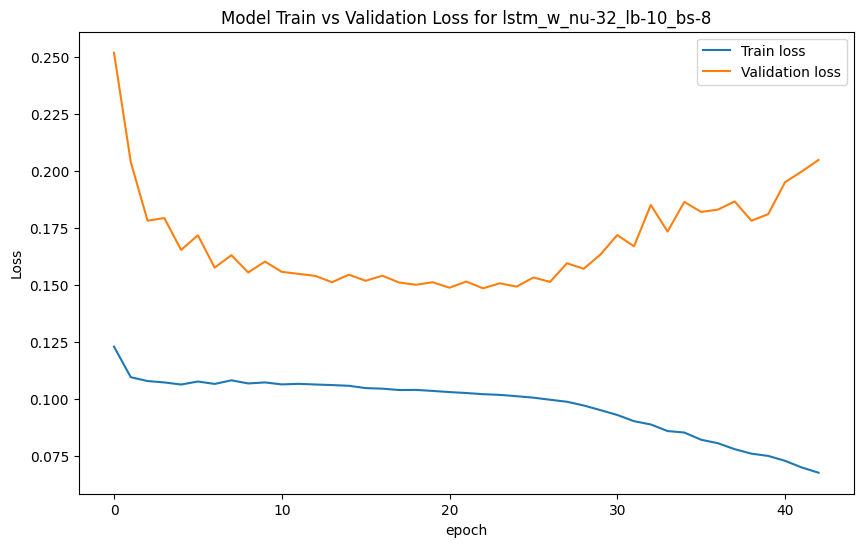 Model Train vs Validation Loss for lstm_w_nu-32_lb-10_bs-8
Train loss
Validation loss
0.250
0.225
0.200
0.175
0.150
0.125
0.100
0.075
Loss
0
10
20
30
40
epoch